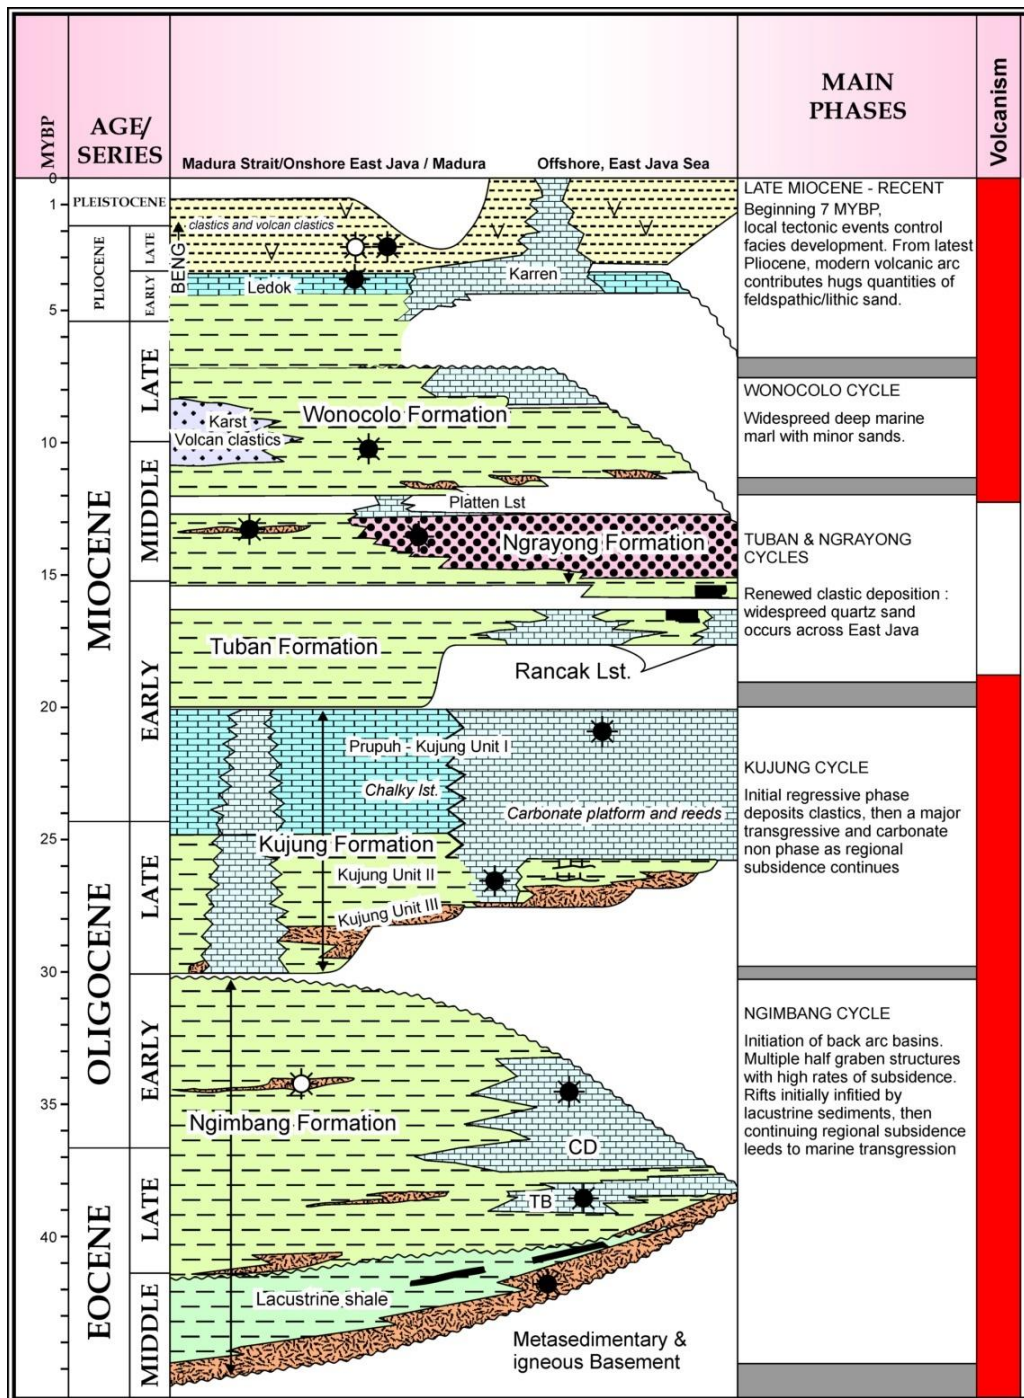 MYBP
AGE/
SERIES
MAIN
PHASES
Volcanism
Madura Strait/Onshore East Java / Madura
Offshore, East Java Sea
0
1
5
10
15
20
25
30
35
40
PLEISTOCENE
PLIOCENE
LATE
EARLY
MIOCENE
LATE
MIDDLE
EARLY
OLIGOCENE
LATE
EARLY
EOCENE
LATE
MIDDLE
BENG
clastics and volcan clastics
Ledok
Karren
Wonocolo Formation
Karst
Volcan clastics
Platten Lst
Ngrayong Formation
Tuban Formation
Rancak Lst.
Prupuh - Kujung Unit I
Chalky lst.
Carbonate platform and reeds
Kujung Formation
Kujung Unit II
Kujung Unit III
Ngimbang Formation
CD
TB
Lacustrine shale
Metasedimentary &
igneous Basement
LATE MIOCENE - RECENT
Beginning 7 MYBP,
local tectonic events control
facies development. From latest
Pliocene, modern volcanic arc
contributes hugs quantities of
feldspathic/lithic sand.
WONOCOLO CYCLE
Widespreed deep marine
marl with minor sands.
TUBAN & NGRAYONG
CYCLES
Renewed clastic deposition :
widespread quartz sand
occurs across East Java
KUJUNG CYCLE
Initial regressive phase
deposits clastics, then a major
transgressive and carbonate
non phase as regional
subsidence continues
NGIMBANG CYCLE
Initiation of back arc basins.
Multiple half graben structures
with high rates of subsidence.
Rifts initially infitied by
lacustrine sediments, then
continuing regional subsidence
leeds to marine transgression